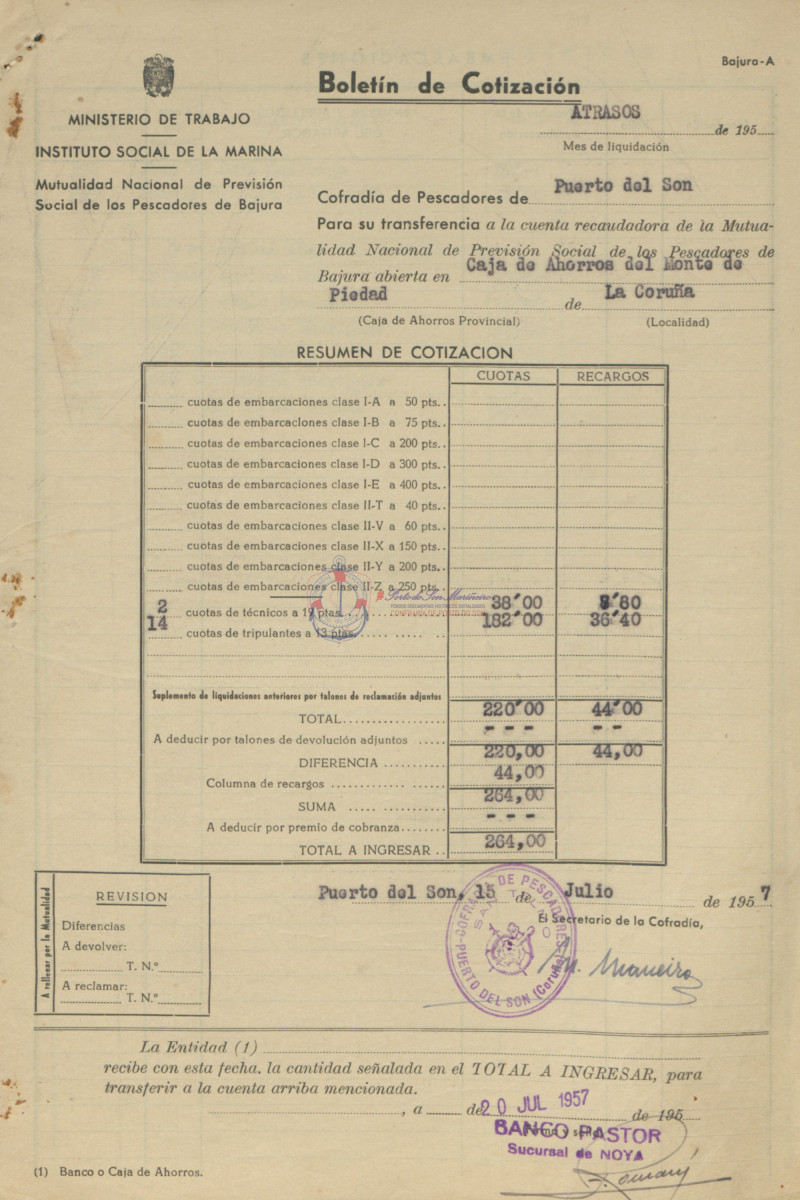 Bajura-A
Boletín de Cotización
MINISTERIO DE TRABAJO
INSTITUTO SOCIAL DE LA MARINA
Mutualidad Nacional de Previsión
Social de los Pescadores de Bajura
ATRASOS
de 195
Mes de liquidación
Cofradía de Pescadores de Puerto del Son
Para su transferencia a la cuenta recaudadora de la Mutua-
lidad Nacional de Previsión Social de los Pescadores de
Bajura abierta en Caja de Ahorros del Monte de
Piedad de La Coruña
(Caja de Ahorros Provincial) (Localidad)
RESUMEN DE COTIZACION
CUOTAS RECARGOS
cuotas de embarcaciones clase I-A a 50 pts..
cuotas de embarcaciones clase I-B a 75 pts..
cuotas de embarcaciones clase I-C a 200 pts..
cuotas de embarcaciones clase I-D a 300 pts..
cuotas de embarcaciones clase I-E a 400 pts..
cuotas de embarcaciones clase II-T a 40 pts..
cuotas de embarcaciones clase II-V a 60 pts..
cuotas de embarcaciones clase II-X a 150 pts..
cuotas de embarcaciones clase II-Y a 200 pts..
cuotas de embarcaciones clase II-Z a 250 pts..
2 cuotas de técnicos a 19 ptas. 38'00 8'80
14 cuotas de tripulantes a 13 ptas. 182'00 36'40
Porto do Son Mariñeiro
Suplemento de liquidaciones anteriores por talones de reclamación adjuntos
TOTAL 220'00 44'00
A deducir por talones de devolución adjuntos - - - - -
DIFERENCIA 220,00 44,00
Columna de recargos 44,00
SUMA 264,00
A deducir por premio de cobranza - - -
TOTAL A INGRESAR 264,00
A rellenar por la Mutualidad
REVISION
Diferencias
A devolver:
T. N.º
A reclamar:
T. N.º
Puerto del Son, 15 de Julio de 1957
El Secretario de la Cofradía,
COFRADIA DE PESCADORES
PUERTO DEL SON (Coruña)
M. Maneiro
La Entidad (1)
recibe con esta fecha. la cantidad señalada en el TOTAL A INGRESAR, para
transferir a la cuenta arriba mencionada.
, a de de 195
20 JUL 1957
BANCO PASTOR
Sucursal de NOYA
(1) Banco o Caja de Ahorros.